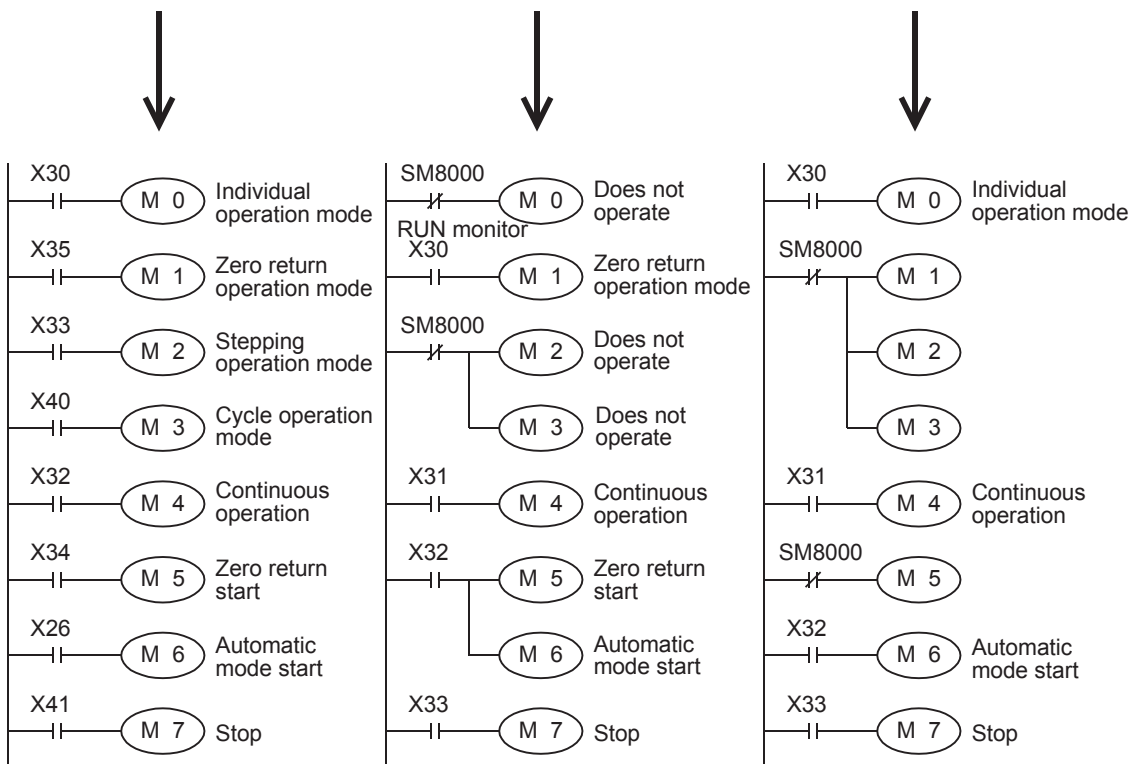 X30
M 0
Individual
operation mode
X35
M 1
Zero return
operation mode
X33
M 2
Stepping
operation mode
X40
M 3
Cycle operation
mode
X32
M 4
Continuous
operation
X34
M 5
Zero return
start
X26
M 6
Automatic
mode start
X41
M 7
Stop
SM8000
M 0
Does not
operate
RUN monitor
X30
M 1
Zero return
operation mode
SM8000
M 2
Does not
operate
M 3
Does not
operate
X31
M 4
Continuous
operation
X32
M 5
Zero return
start
M 6
Automatic
mode start
X33
M 7
Stop
X30
M 0
Individual
operation mode
SM8000
M 1
M 2
M 3
X31
M 4
Continuous
operation
SM8000
M 5
X32
M 6
Automatic
mode start
X33
M 7
Stop